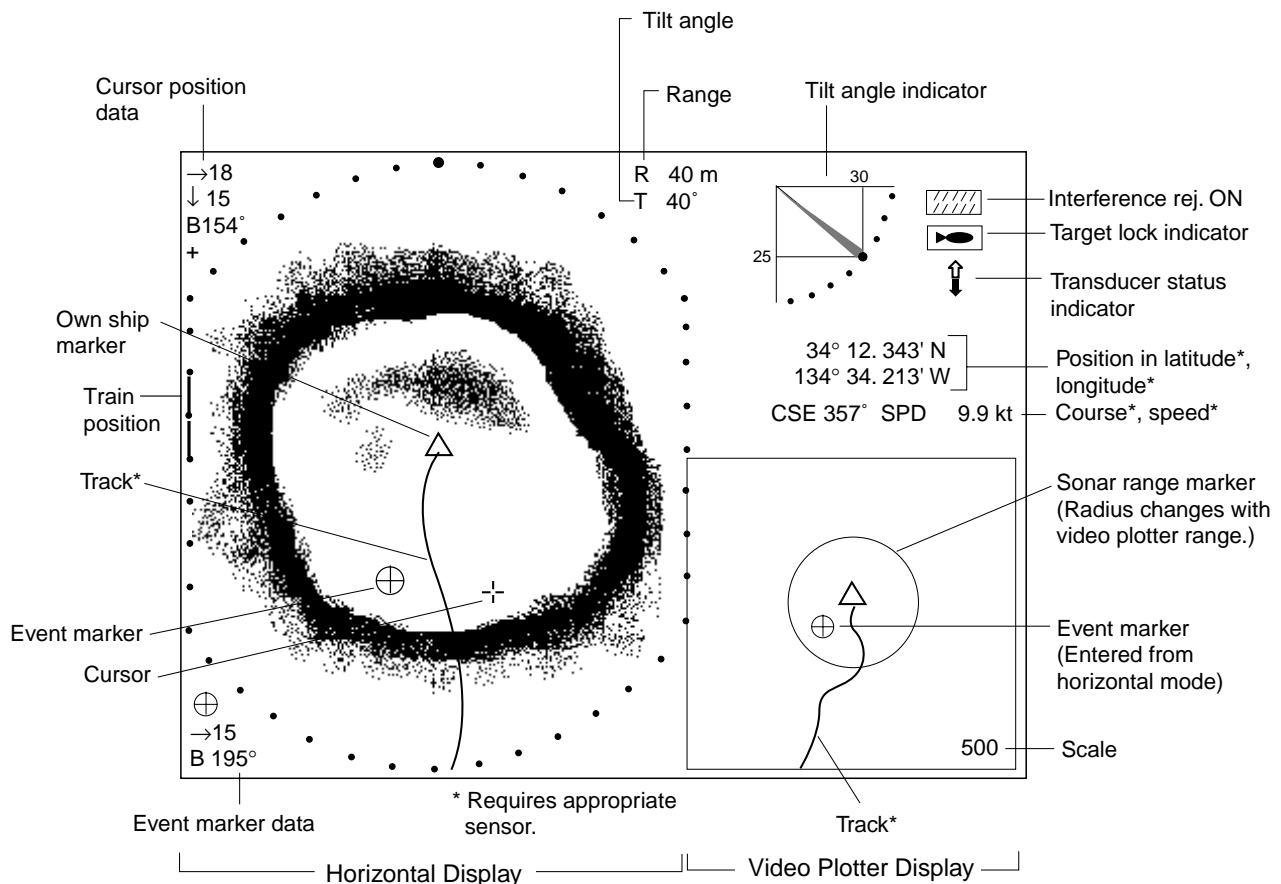 Tilt angle
Cursor position
data
Range
Tilt angle indicator
→18
↓ 15
B154°
+
R 40 m
T 40°
30
25
Interference rej. ON
Target lock indicator
Transducer status
indicator
Own ship
marker
34° 12. 343' N
134° 34. 213' W
Position in latitude*,
longitude*
CSE 357° SPD 9.9 kt
Course*, speed*
Train
position
Track*
Sonar range marker
(Radius changes with
video plotter range.)
Event marker
Cursor
Event marker
(Entered from
horizontal mode)
→15
B 195°
500
Scale
Event marker data
* Requires appropriate
sensor.
Track*
Horizontal Display
Video Plotter Display